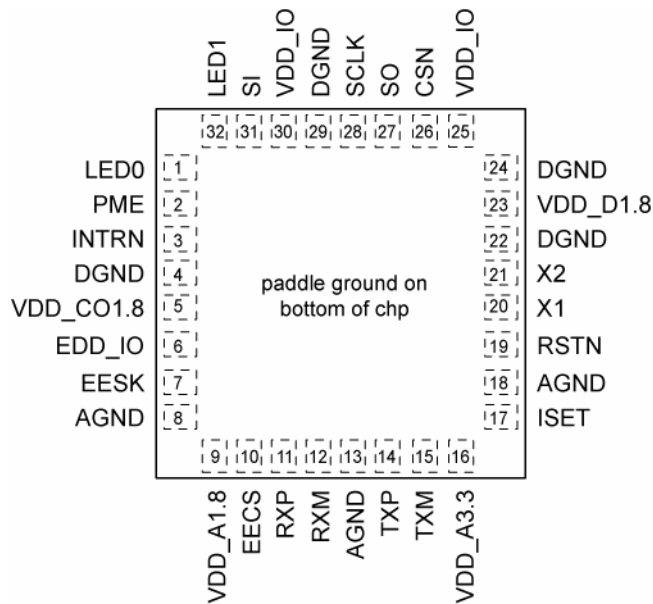 LED1
SI
VDD_IO
DGND
SCLK
SO
CSN
VDD_IO
32 31 30 29 28 27 26 25
LED0 1
PME 2
INTRN 3
DGND 4
VDD_CO1.8 5
EDD_IO 6
EESK 7
AGND 8
24 DGND
23 VDD_D1.8
22 DGND
21 X2
20 X1
19 RSTN
18 AGND
17 ISET
paddle ground on
bottom of chp
9 10 11 12 13 14 15 16
VDD_A1.8
EECS
RXP
RXM
AGND
TXP
TXM
VDD_A3.3